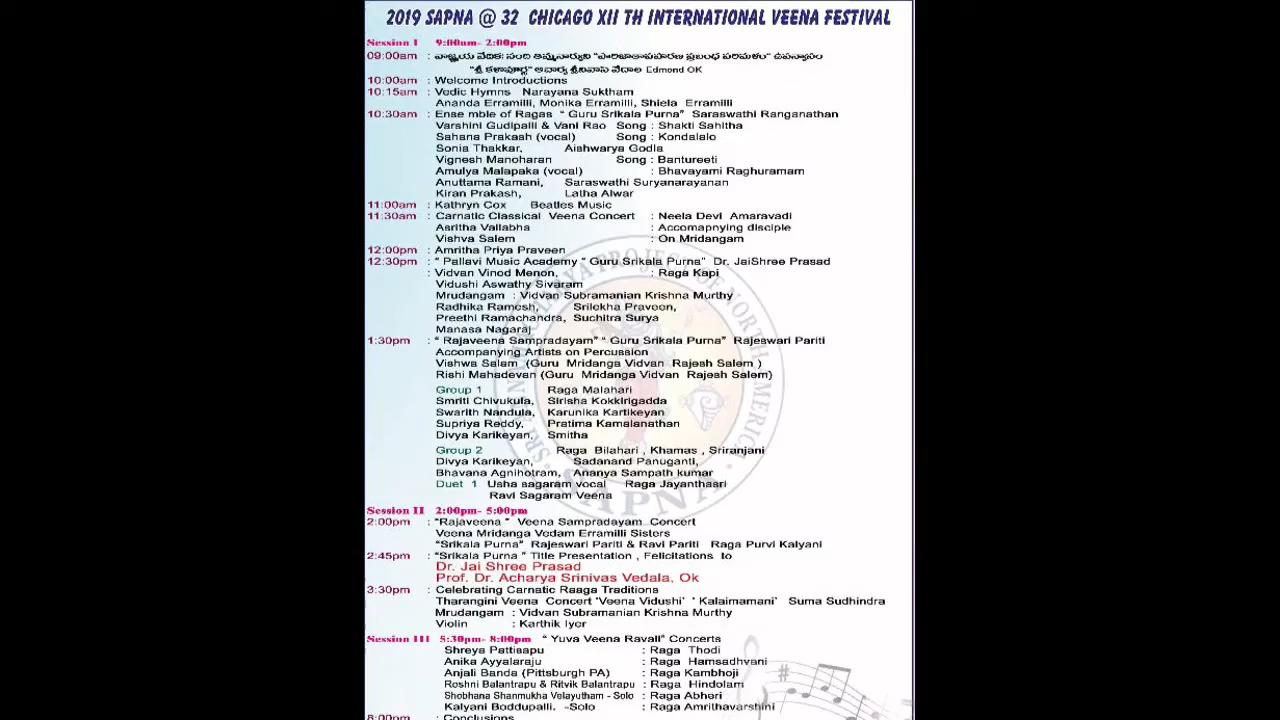 2019 SAPNA @ 32 CHICAGO XII TH INTERNATIONAL VEENA FESTIVAL
Session I 9:00am- 2:00pm
09:00am : వాఙ్మయ వేదిక: నంది తిమ్మనార్యుని "పారిజాతాపహరణ ప్రబంధ పరిమళం" ఉపన్యాసం
"శ్రీ కళాపూర్ణ" ఆచార్య శ్రీనివాస వేదాల Edmond OK
10:00am : Welcome Introductions
10:15am : Vedic Hymns Narayana Suktham
Ananda Erramilli, Monika Erramilli, Shiela Erramilli
10:30am : Ense mble of Ragas " Guru Srikala Purna" Saraswathi Ranganathan
Varshini Gudipalli & Vani Rao Song : Shakti Sahitha
Sahana Prakash (vocal) Song : Kondalalo
Sonia Thakkar, Aishwarya Godla
Vignesh Manoharan Song : Bantureeti
Amulya Malapaka (vocal) : Bhavayami Raghuramam
Anuttama Ramani, Saraswathi Suryanarayanan
Kiran Prakash, Latha Alwar
11:00am : Kathryn Cox Beatles Music
11:30am : Carnatic Classical Veena Concert : Neela Devi Amaravadi
Asritha Vallabha : Accomapnying disciple
Vishva Salem : On Mridangam
12:00pm : Amritha Priya Praveen
12:30pm : " Pallavi Music Academy " Guru Srikala Purna" Dr. JaiShree Prasad
: Vidvan Vinod Menon, : Raga Kapi
Vidushi Aswathy Sivaram
Mrudangam : Vidvan Subramanian Krishna Murthy
Radhika Ramesh, Srilekha Praveen,
Preethi Ramachandra, Suchitra Surya
Manasa Nagaraj
1:30pm : " Rajaveena Sampradayam" " Guru Srikala Purna" Rajeswari Pariti
Accompanying Artists on Percussion
Vishwa Salam (Guru Mridanga Vidvan Rajesh Salem )
Rishi Mahadevan (Guru Mridanga Vidvan Rajesh Salem)
Group 1 Raga Malahari
Smriti Chivukula, Sirisha Kokkirigadda
Swarith Nandula, Karunika Kartikeyan
Supriya Reddy, Pratima Kamalanathan
Divya Karikeyan, Smitha
Group 2 Raga Bilahari , Khamas , Sriranjani
Divya Karikeyan, Sadanand Panuganti,
Bhavana Agnihotram, Ananya Sampath kumar
Duet 1 Usha sagaram vocal Raga Jayanthasri
Ravi Sagaram Veena
Session II 2:00pm- 5:00pm
2:00pm : "Rajaveena " Veena Sampradayam Concert
Veena Mridanga Vedam Erramilli Sisters
"Srikala Purna" Rajeswari Pariti & Ravi Pariti Raga Purvi Kalyani
2:45pm : "Srikala Purna " Title Presentation , Felicitations to
Dr. Jai Shree Prasad
Prof. Dr. Acharya Srinivas Vedala, Ok
3:30pm : Celebrating Carnatic Raaga Traditions
Tharangini Veena Concert 'Veena Vidushi' ' Kalaimamani' Suma Sudhindra
Mrudangam : Vidvan Subramanian Krishna Murthy
Violin : Karthik Iyer
Session III 5:30pm- 8:00pm " Yuva Veena Ravali" Concerts
Shreya Pattisapu : Raga Thodi
Anika Ayyalaraju : Raga Hamsadhvani
Anjali Banda (Pittsburgh PA) : Raga Kambhoji
Roshni Balantrapu & Ritvik Balantrapu : Raga Hindolam
Shobhana Shanmukha Velayutham - Solo : Raga Abheri
Kalyani Boddupalli. -Solo : Raga Amrithavarshini
8:00pm : Conclusions
SAPNA